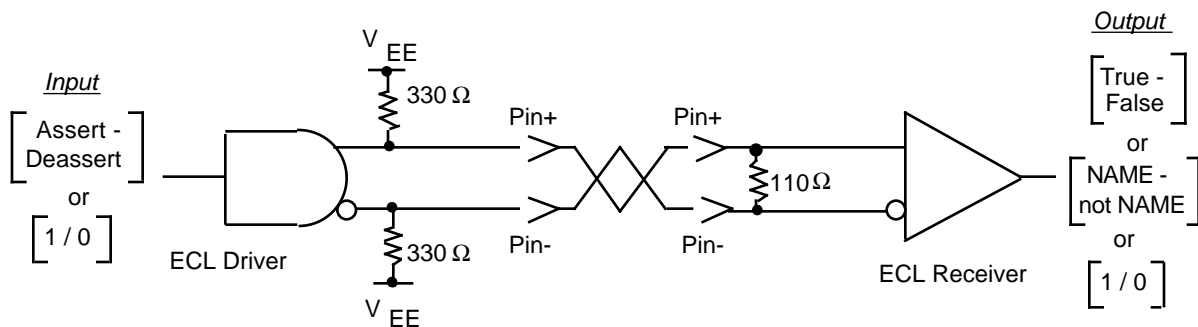 Input
Assert -
Deassert
or
1 / 0
V
EE
330 Ω
ECL Driver
330 Ω
V
EE
Pin+
Pin-
Pin+
Pin-
110Ω
ECL Receiver
Output
True -
False
or
NAME -
not NAME
or
1 / 0